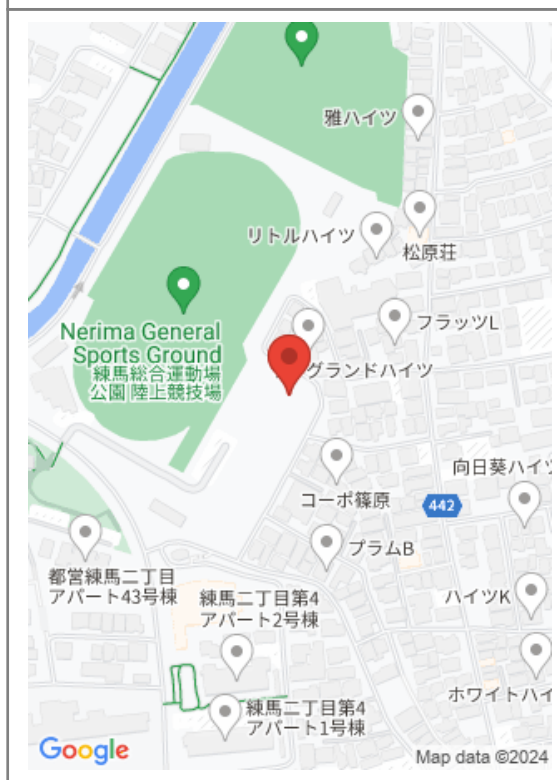 雅ハイツ
リトルハイツ
松原荘
フラッツL
Nerima General
Sports Ground
練馬総合運動場
公園 陸上競技場
グランドハイツ
向日葵ハイツ
コーポ篠原
442
プラムB
都営練馬二丁目
アパート43号棟
練馬二丁目第4
アパート2号棟
ハイツK
ホワイトハイ
練馬二丁目第4
アパート1号棟
Google
Map data ©2024